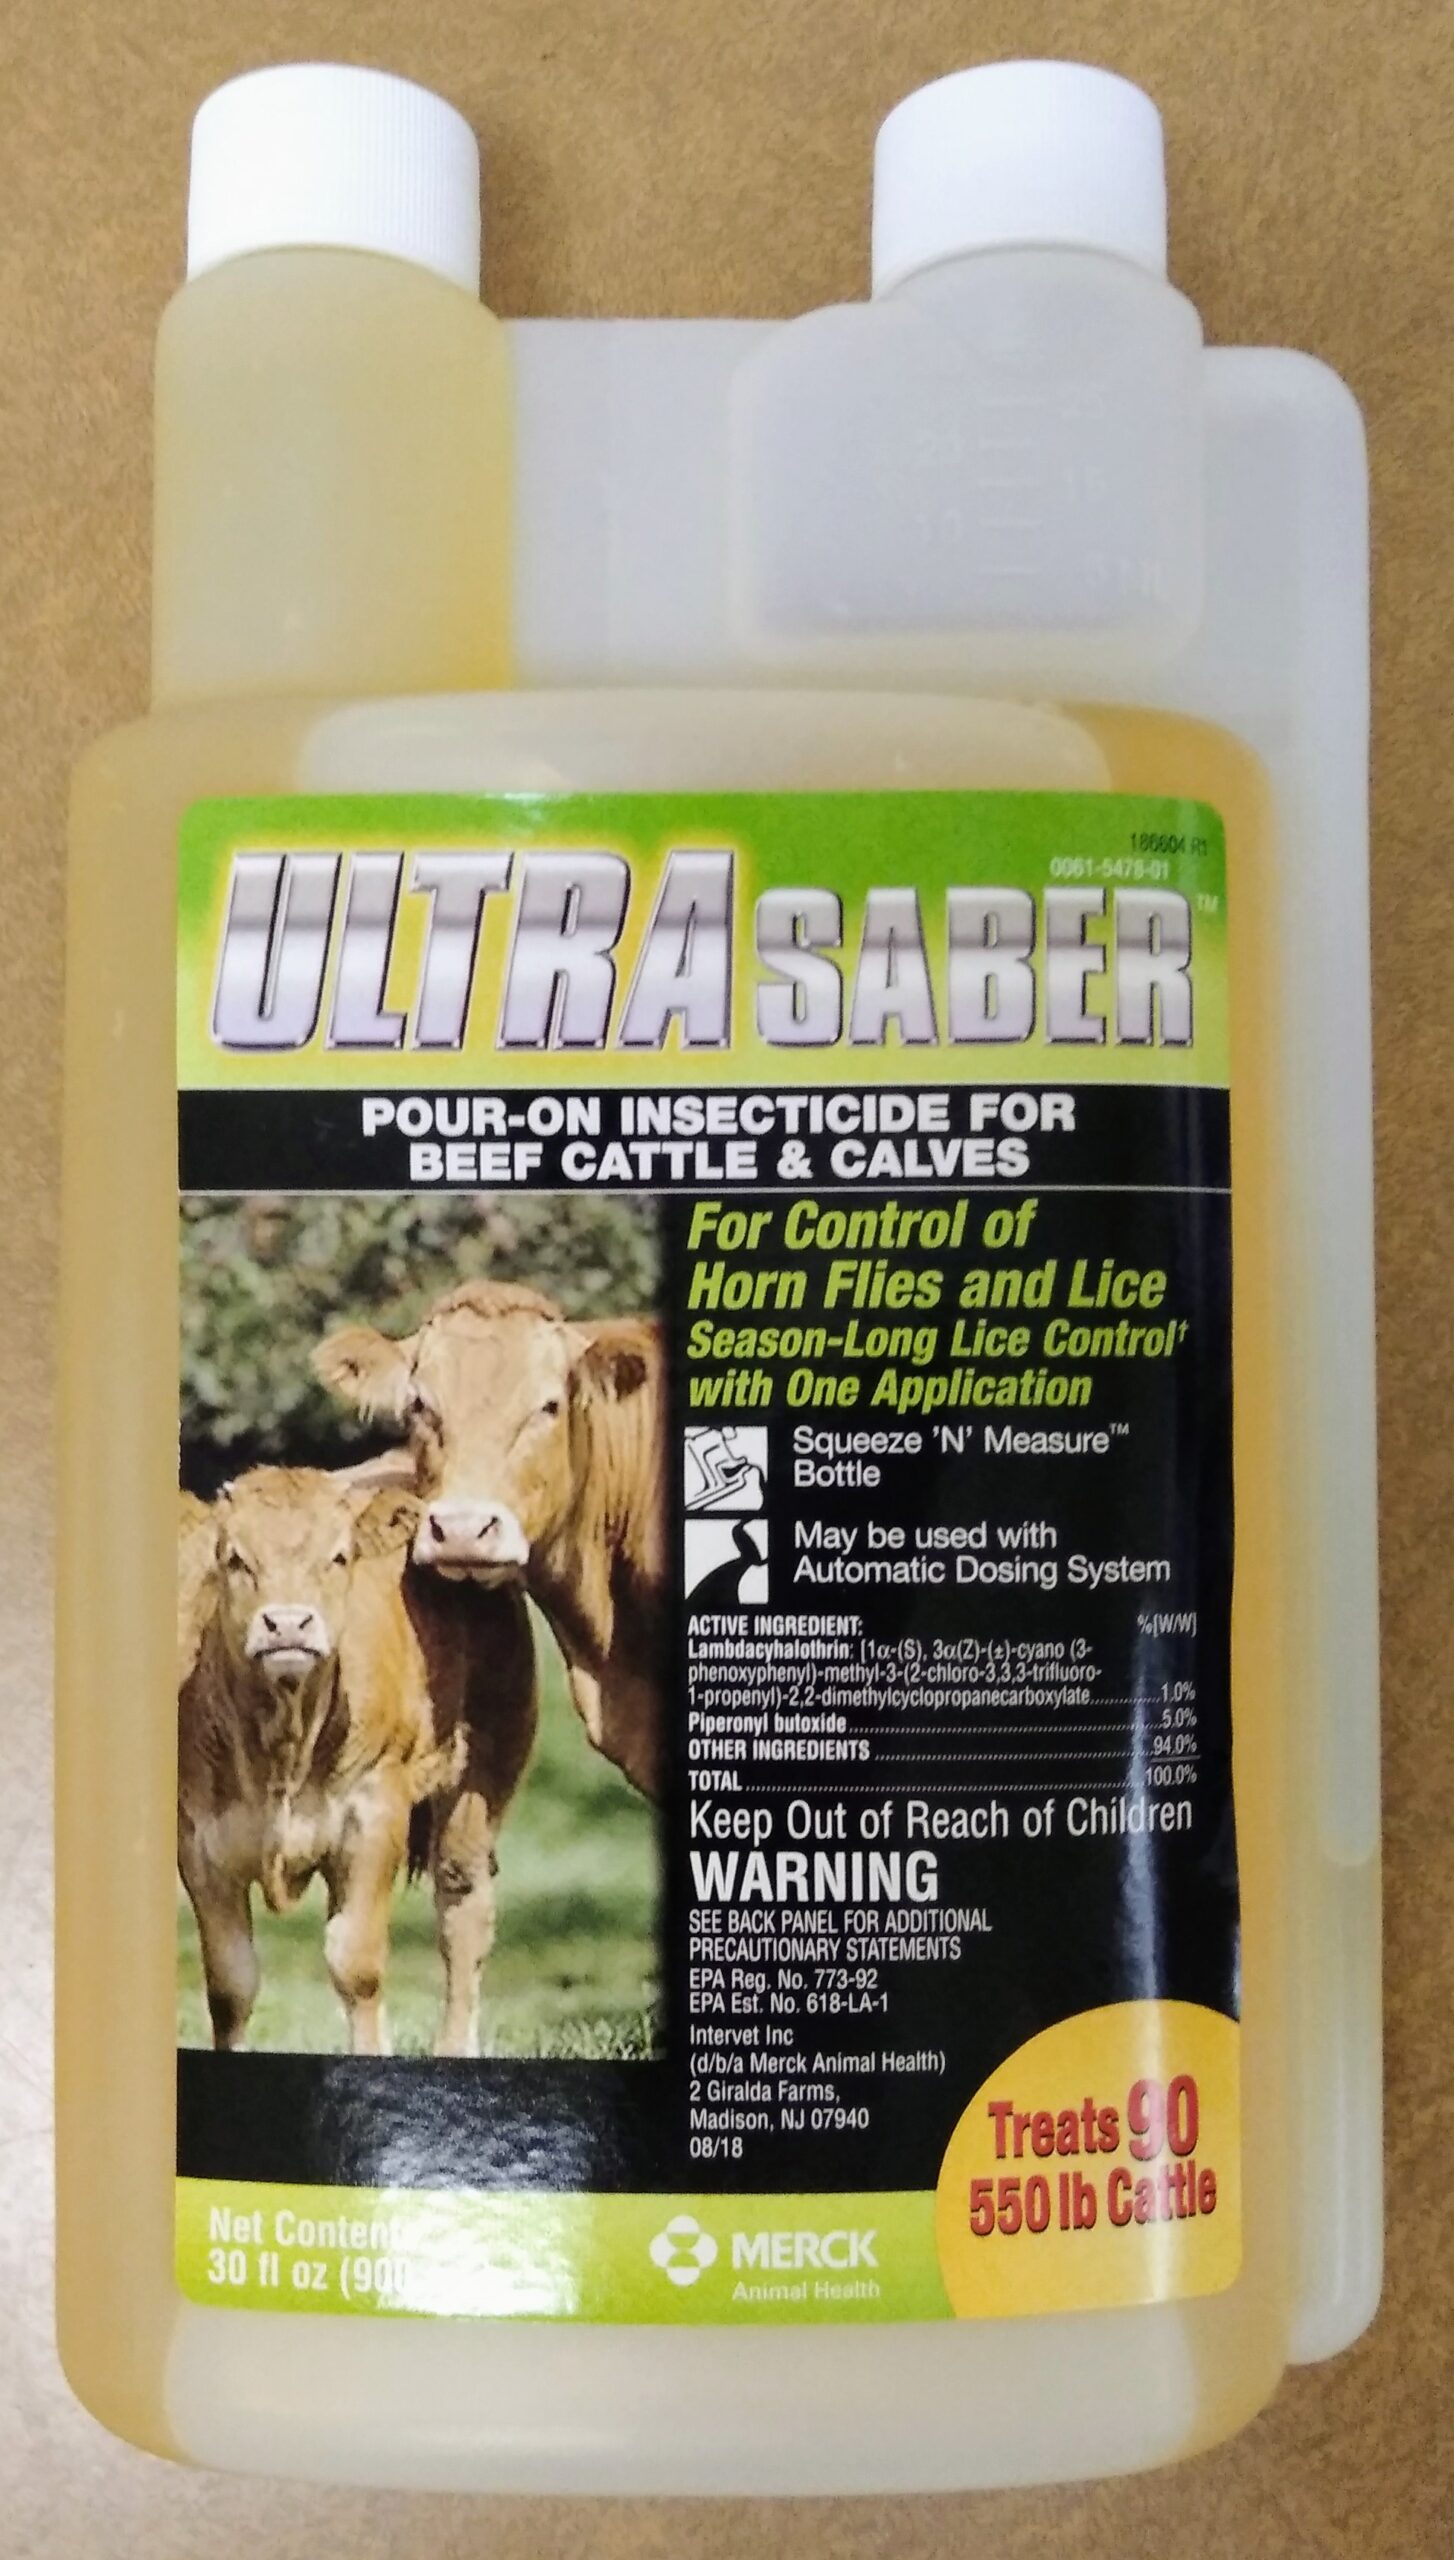 186604 R1
0061-5478-01
ULTRA SABER™
POUR-ON INSECTICIDE FOR
BEEF CATTLE & CALVES
For Control of
Horn Flies and Lice
Season-Long Lice Control†
with One Application
Squeeze 'N' Measure™
Bottle
May be used with
Automatic Dosing System
ACTIVE INGREDIENT: %[W/W]
Lambdacyhalothrin: [1α-(S), 3α(Z)-(±)-cyano (3-
phenoxyphenyl)-methyl-3-(2-chloro-3,3,3-trifluoro-
1-propenyl)-2,2-dimethylcyclopropanecarboxylate..............1.0%
Piperonyl butoxide..............5.0%
OTHER INGREDIENTS..............94.0%
TOTAL..............100.0%
Keep Out of Reach of Children
WARNING
SEE BACK PANEL FOR ADDITIONAL
PRECAUTIONARY STATEMENTS
EPA Reg. No. 773-92
EPA Est. No. 618-LA-1
Intervet Inc
(d/b/a Merck Animal Health)
2 Giralda Farms,
Madison, NJ 07940
08/18
Treats 90
550 lb Cattle
Net
30 fl oz
MERCK
Animal Health